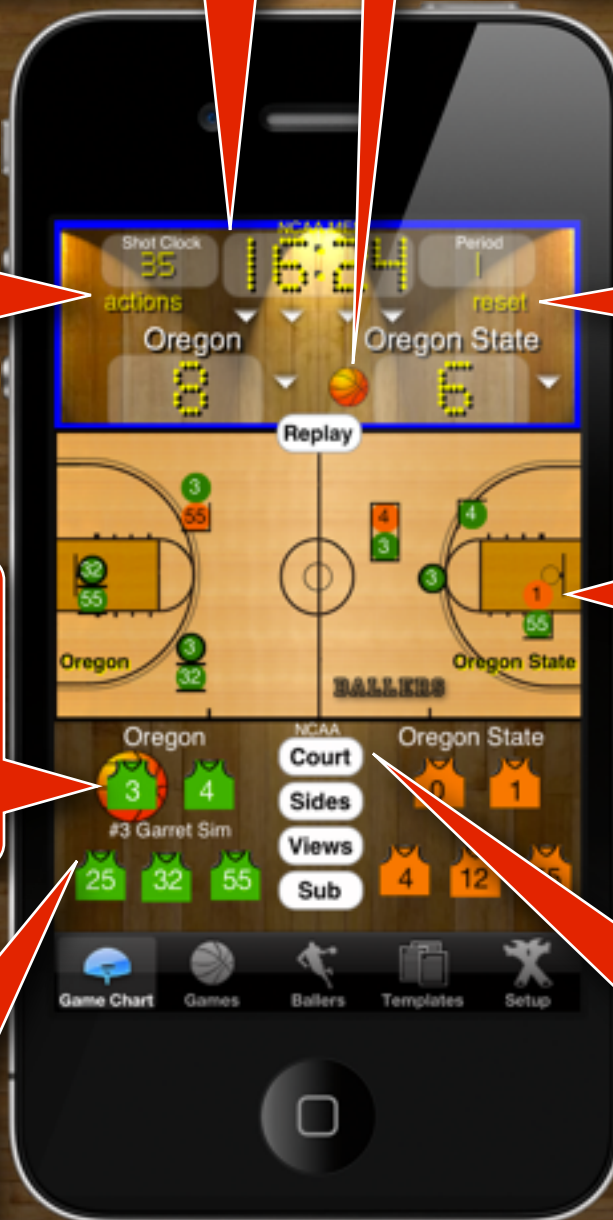 NCAA MEN
Shot Clock 16:24 Period
35 1
actions reset
Oregon Oregon State
8 6
Replay
3
55
4
3
4
32
55
3
1
55
3
32
Oregon Oregon State
BALLERS
Oregon NCAA Oregon State
Court
3 4 0 1
Sides
#3 Garret Sim
Views
25 32 55 4 12
Sub
Game Chart Games Ballers Templates Setup